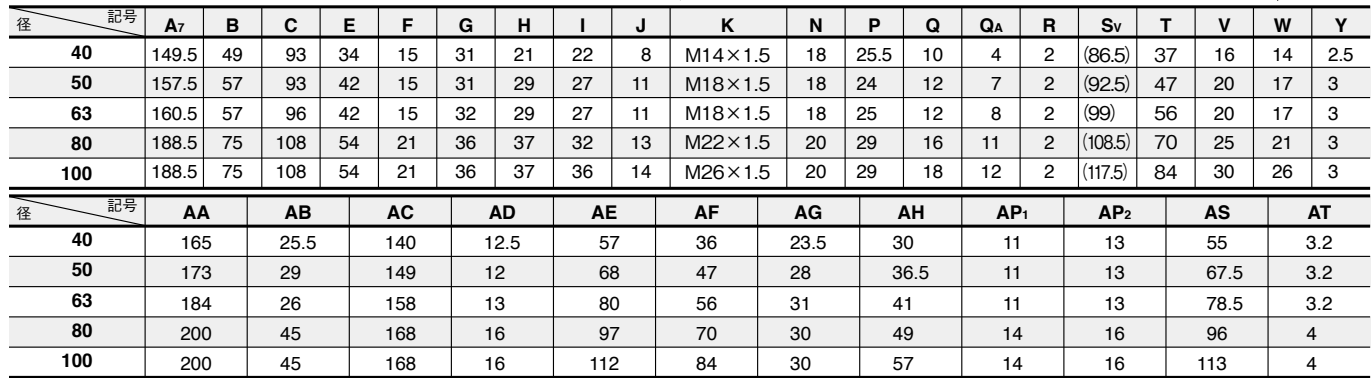 径 記号 A7 B C E F G H I J K N P Q QA R SV T V W Y
40 149.5 49 93 34 15 31 21 22 8 M14×1.5 18 25.5 10 4 2 (86.5) 37 16 14 2.5
50 157.5 57 93 42 15 31 29 27 11 M18×1.5 18 24 12 7 2 (92.5) 47 20 17 3
63 160.5 57 96 42 15 32 29 27 11 M18×1.5 18 25 12 8 2 (99) 56 20 17 3
80 188.5 75 108 54 21 36 37 32 13 M22×1.5 20 29 16 11 2 (108.5) 70 25 21 3
100 188.5 75 108 54 21 36 37 36 14 M26×1.5 20 29 18 12 2 (117.5) 84 30 26 3
径 記号 AA AB AC AD AE AF AG AH AP1 AP2 AS AT
40 165 25.5 140 12.5 57 36 23.5 30 11 13 55 3.2
50 173 29 149 12 68 47 28 36.5 11 13 67.5 3.2
63 184 26 158 13 80 56 31 41 11 13 78.5 3.2
80 200 45 168 16 97 70 30 49 14 16 96 4
100 200 45 168 16 112 84 30 57 14 16 113 4